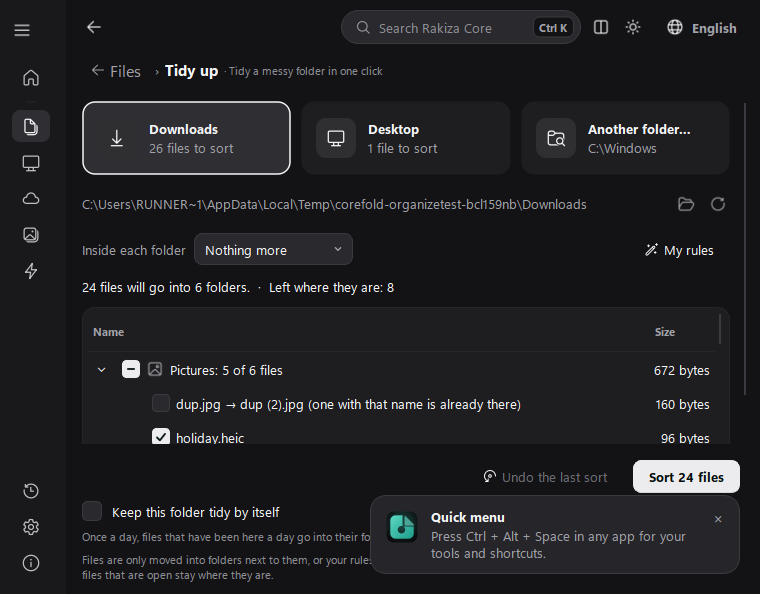 Search Rakiza Core
Ctrl K
English
Files › Tidy up · Tidy a messy folder in one click
Downloads
26 files to sort
Desktop
1 file to sort
Another folder...
C:\Windows
C:\Users\RUNNER~1\AppData\Local\Temp\corefold-organizetest-bcl159nb\Downloads
Inside each folder
Nothing more
My rules
24 files will go into 6 folders. · Left where they are: 8
Name
Size
Pictures: 5 of 6 files
672 bytes
dup.jpg → dup (2).jpg (one with that name is already there)
160 bytes
holiday.heic
96 bytes
Undo the last sort
Sort 24 files
Keep this folder tidy by itself
Once a day, files that have been here a day go into their
Files are only moved into folders next to them, or your rules
files that are open stay where they are.
Quick menu
Press Ctrl + Alt + Space in any app for your
tools and shortcuts.